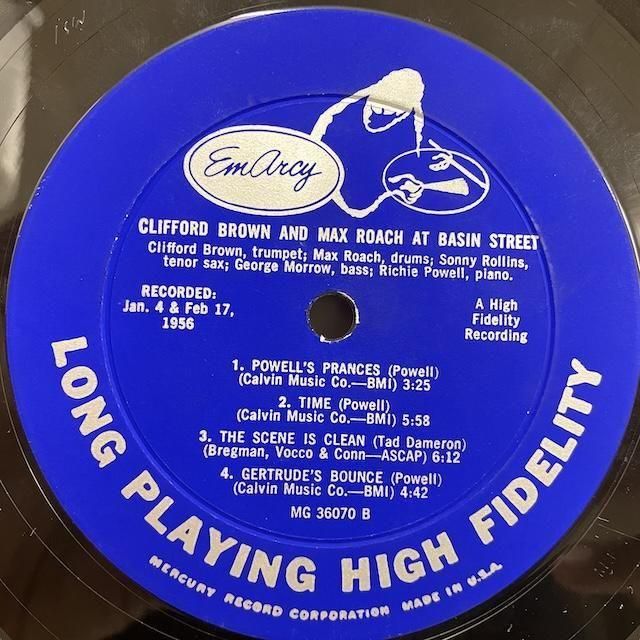 EmArcy
CLIFFORD BROWN AND MAX ROACH AT BASIN STREET
Clifford Brown, trumpet; Max Roach, drums; Sonny Rollins,
tenor sax; George Morrow, bass; Richie Powell, piano.
RECORDED:
Jan. 4 & Feb 17,
1956
A High
Fidelity
Recording
1. POWELL'S PRANCES (Powell)
(Calvin Music Co.—BMI) 3:25
2. TIME (Powell)
(Calvin Music Co.—BMI) 5:58
3. THE SCENE IS CLEAN (Tad Dameron)
(Bregman, Vocco & Conn—ASCAP) 6:12
4. GERTRUDE'S BOUNCE (Powell)
(Calvin Music Co.—BMI) 4:42
MG 36070 B
LONG PLAYING HIGH FIDELITY
MERCURY RECORD CORPORATION MADE IN U.S.A.